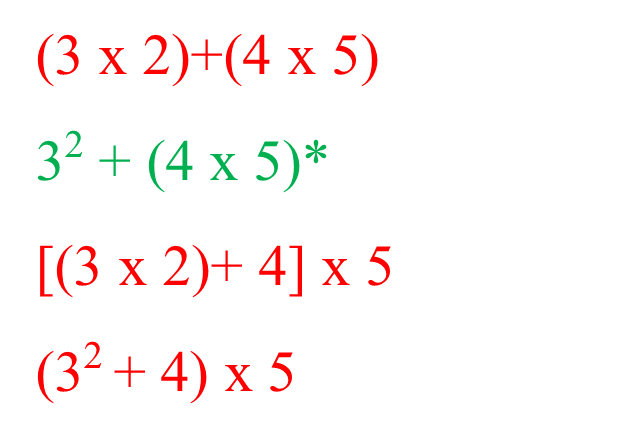 (3 x 2)+(4 x 5)
3² + (4 x 5)*
[(3 x 2)+ 4] x 5
(3² + 4) x 5